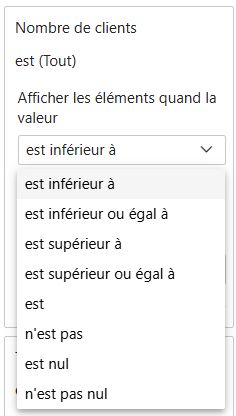 Nombre de clients
est (Tout)
Afficher les éléments quand la
valeur
est inférieur à
est inférieur à
est inférieur ou égal à
est supérieur à
est supérieur ou égal à
est
n'est pas
est nul
n'est pas nul